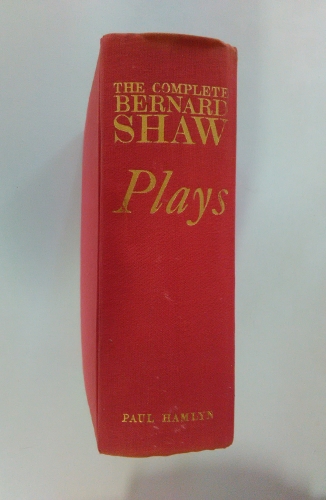 THE COMPLETE
BERNARD
SHAW
Plays
PAUL HAMLYN